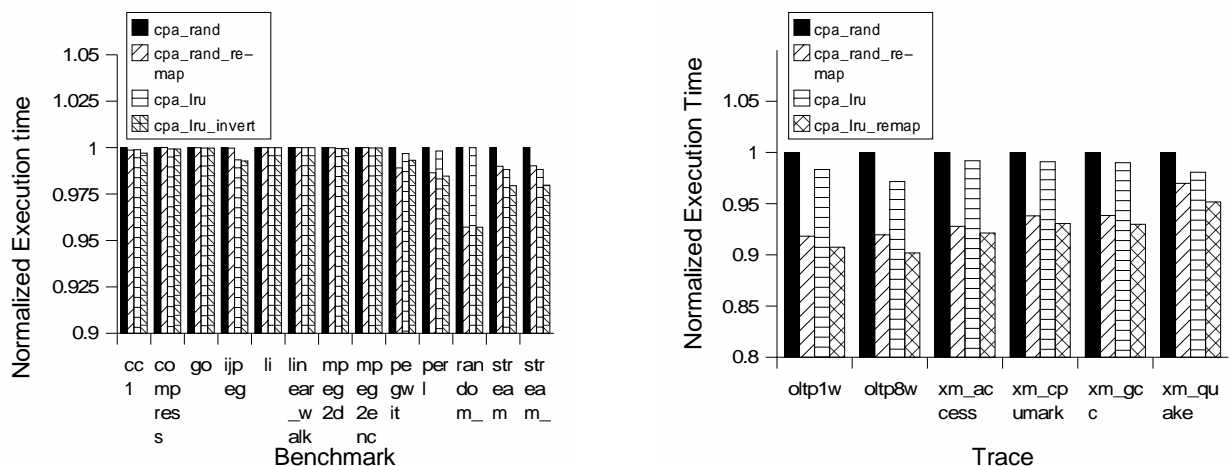 cpa_rand
cpa_rand_re-
map
cpa_lru
cpa_lru_invert
Normalized Execution time
1.05
1.025
1
0.975
0.95
0.925
0.9
cc
1
co
mp
res
s
go
ijp
eg
li
lin
ear
_w
alk
mp
eg
2d
mp
eg
2e
nc
pe
gw
it
per
l
ran
do
m_
str
ea
m
str
ea
m_
Benchmark
cpa_rand
cpa_rand_re-
map
cpa_lru
cpa_lru_remap
Normalized Execution Time
1.05
1
0.95
0.9
0.85
0.8
oltp1w
oltp8w
xm_ac
cess
xm_cp
umark
xm_gc
c
xm_qu
ake
Trace